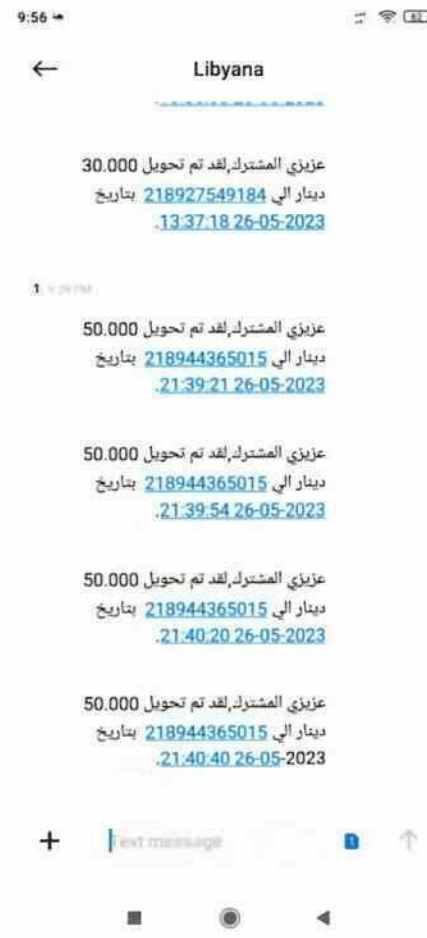 9:56
62
Libyana
عزيزي المشترك,لقد تم تحويل 30.000
دينار الي 218927549184 بتاريخ
13:37:18 26-05-2023.
1
عزيزي المشترك,لقد تم تحويل 50.000
دينار الي 218944365015 بتاريخ
21:39:21 26-05-2023.
عزيزي المشترك,لقد تم تحويل 50.000
دينار الي 218944365015 بتاريخ
21:39:54 26-05-2023.
عزيزي المشترك,لقد تم تحويل 50.000
دينار الي 218944365015 بتاريخ
21:40:20 26-05-2023.
عزيزي المشترك,لقد تم تحويل 50.000
دينار الي 218944365015 بتاريخ
21:40:40 26-05-2023.
Text message
1